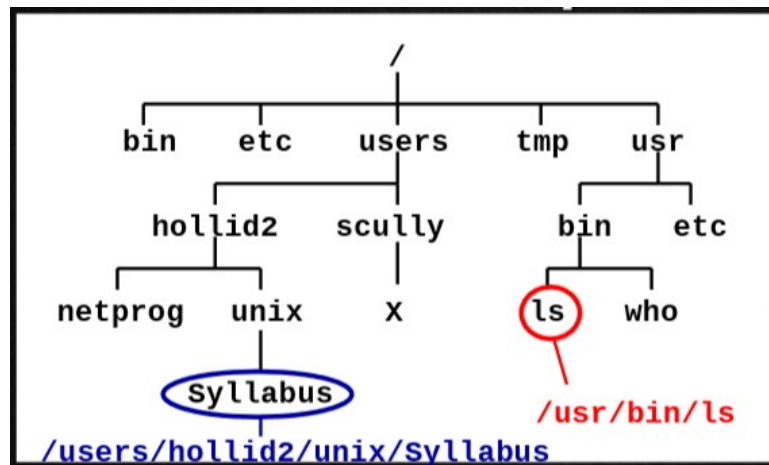 /
bin etc users tmp usr
hollid2 scully bin etc
netprog unix X ls who
Syllabus
/usr/bin/ls
/users/hollid2/unix/Syllabus